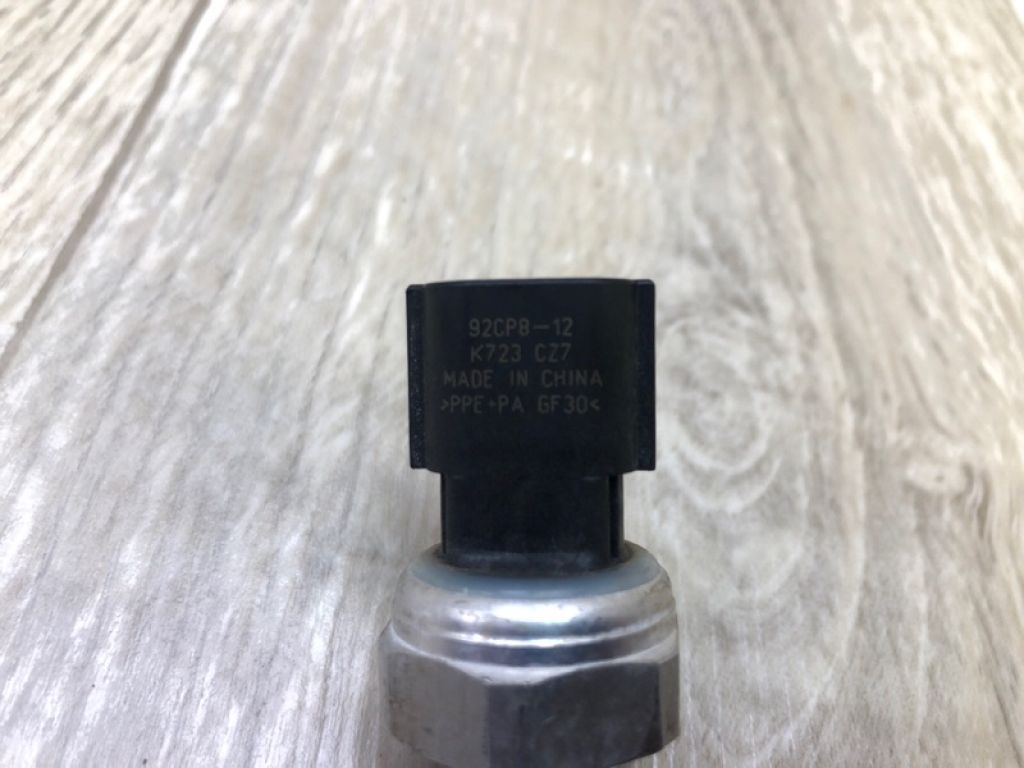 92CP8-12
K723 CZ7
MADE IN CHINA
>PPE+PA GF30<